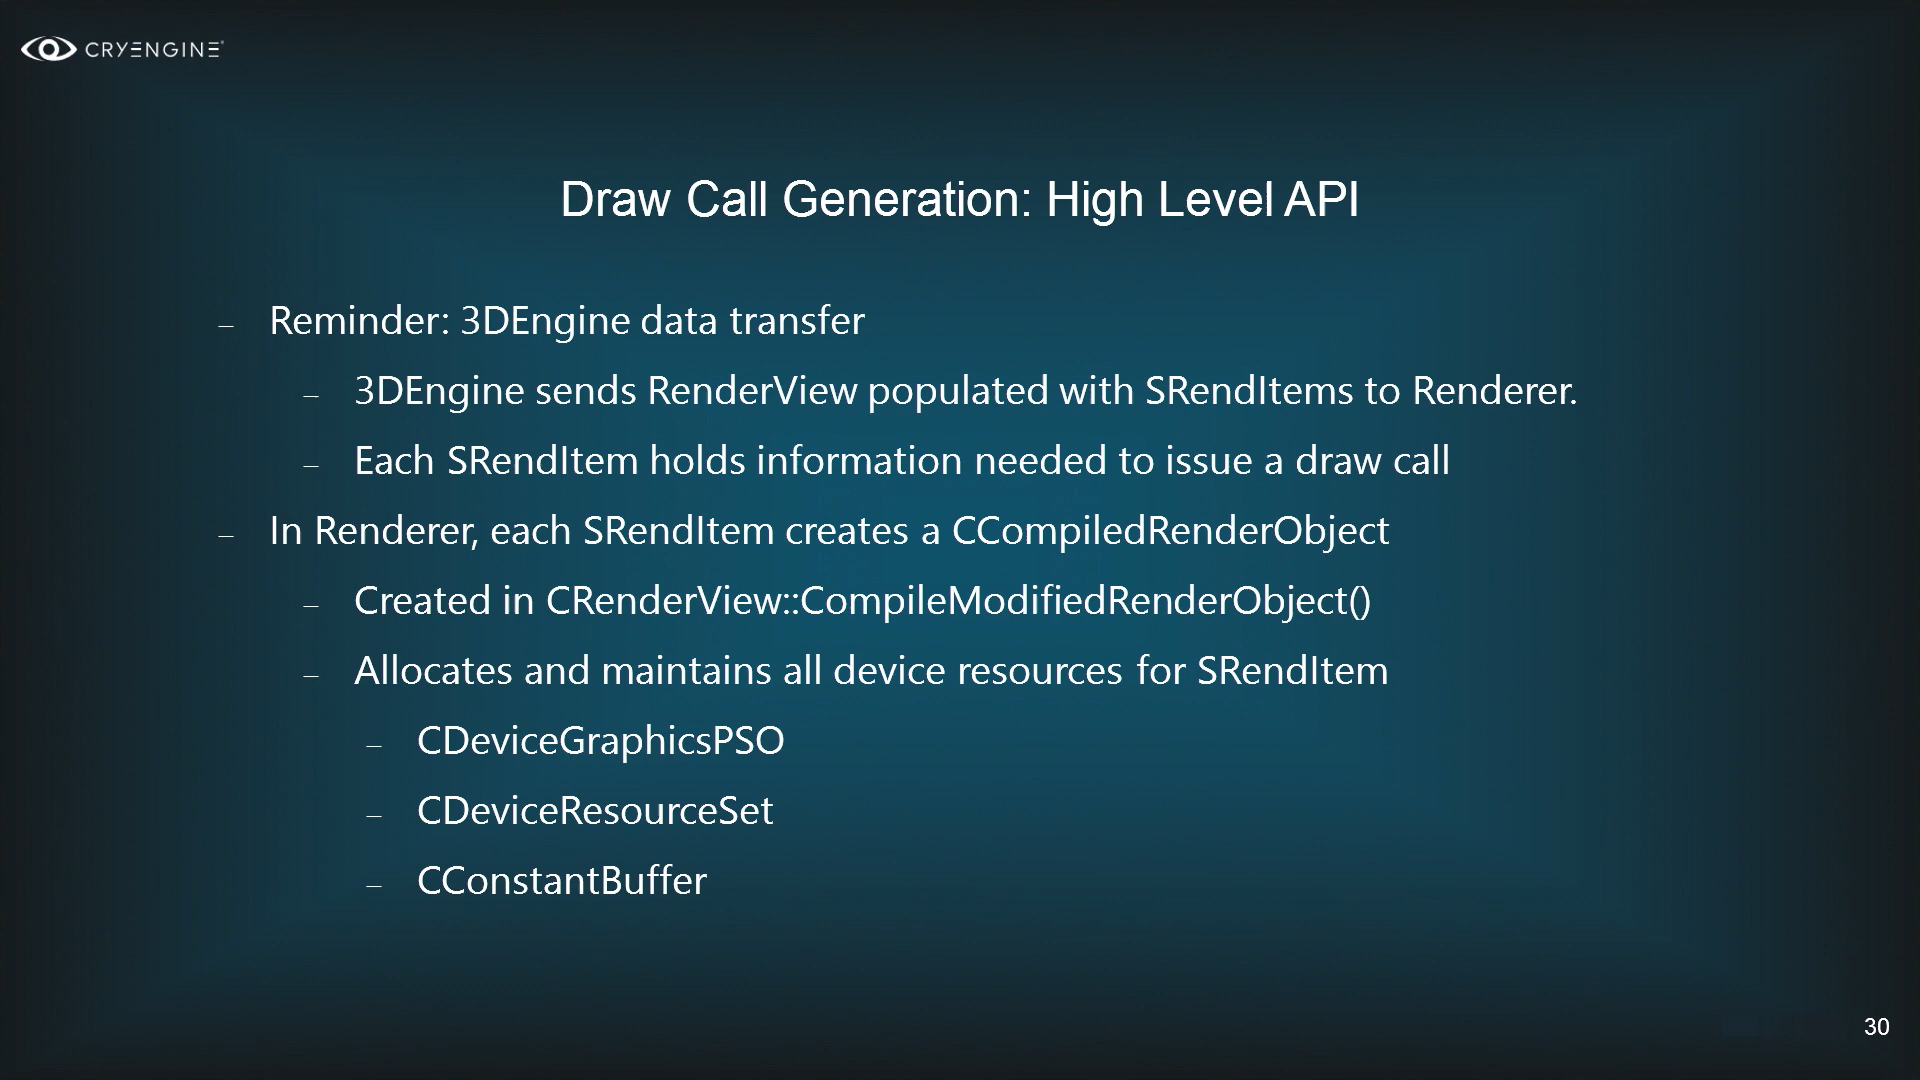 CRYENGINE
Draw Call Generation: High Level API
– Reminder: 3DEngine data transfer
– 3DEngine sends RenderView populated with SRendItems to Renderer.
– Each SRendItem holds information needed to issue a draw call
– In Renderer, each SRendItem creates a CCompiledRenderObject
– Created in CRenderView::CompileModifiedRenderObject()
– Allocates and maintains all device resources for SRendItem
– CDeviceGraphicsPSO
– CDeviceResourceSet
– CConstantBuffer
30